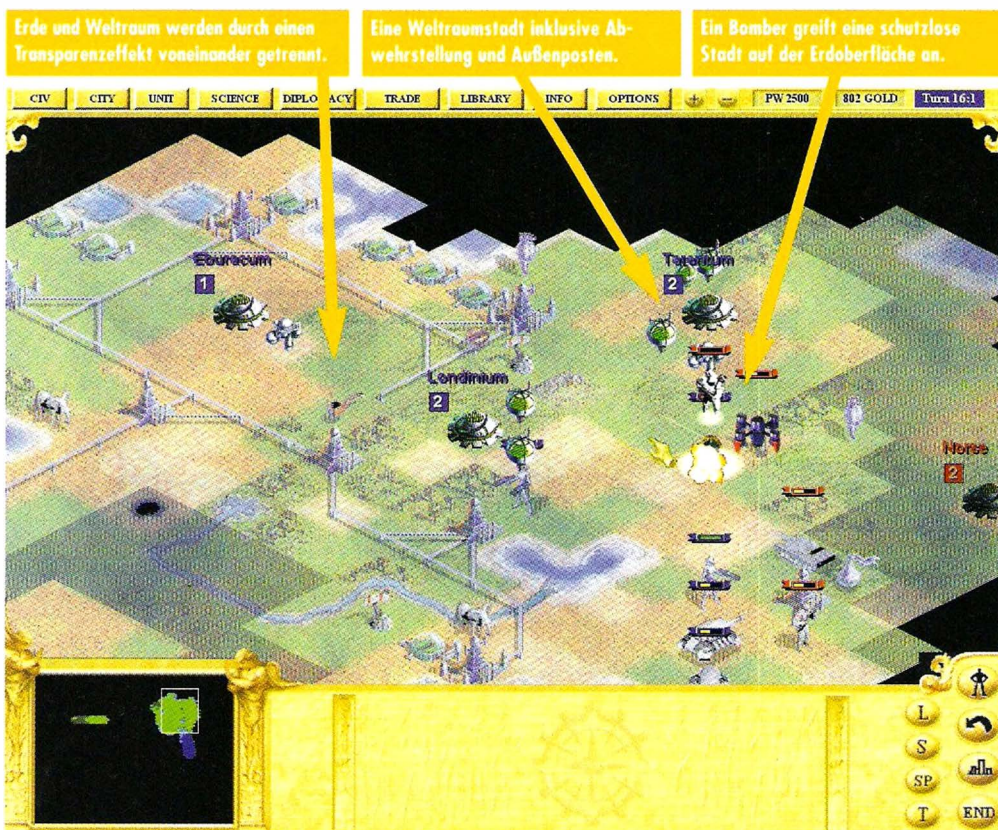 Erde und Weltraum werden durch einen
Transparenzeffekt voneinander getrennt.
Eine Weltraumstadt inklusive Ab-
wehrstellung und Außenposten.
Ein Bomber greift eine schutzlose
Stadt auf der Erdoberfläche an.
CIV CITY UNIT SCIENCE DIPLOMACY TRADE LIBRARY INFO OPTIONS + - PW 2500 802 GOLD Turn 16:1
Eburacum
1
Londinium
2
2
Norse
2
L
S
SP
T
END